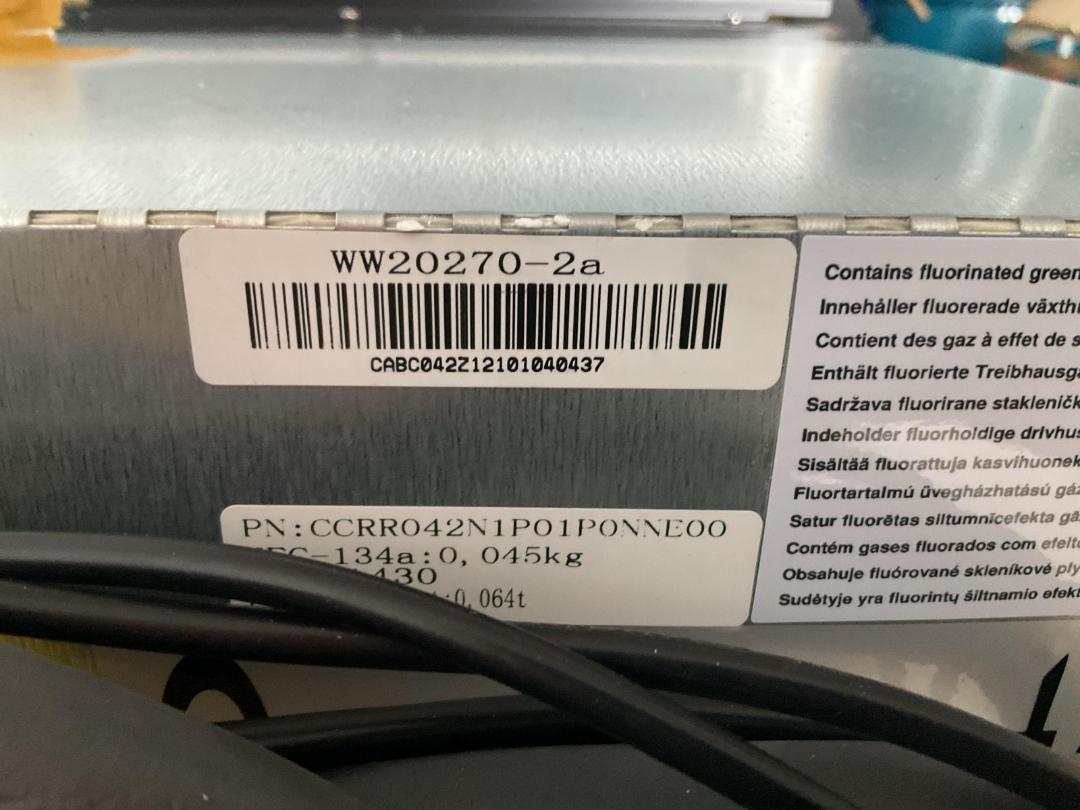 WW20270-2a
CABC042Z12101040437
PN:CCRR042N1P01P0NNE00
-134a:0, 045kg
430
:0, 064t
Contains fluorinated green
Innehåller fluorerade växth
Contient des gaz à effet de s
Enthält fluorierte Treibhausga
Sadržava fluorirane stakleničk
Indeholder fluorholdige drivhus
Sisältää fluorattuja kasvihuonek
Fluortartalmú üvegházhatású gáz
Satur fluorētas siltumnīcefekta gā
Contém gases fluorados com efeit
Obsahuje fluórované skleníkové ply
Sudėtyje yra fluorintų šiltnamio efekt